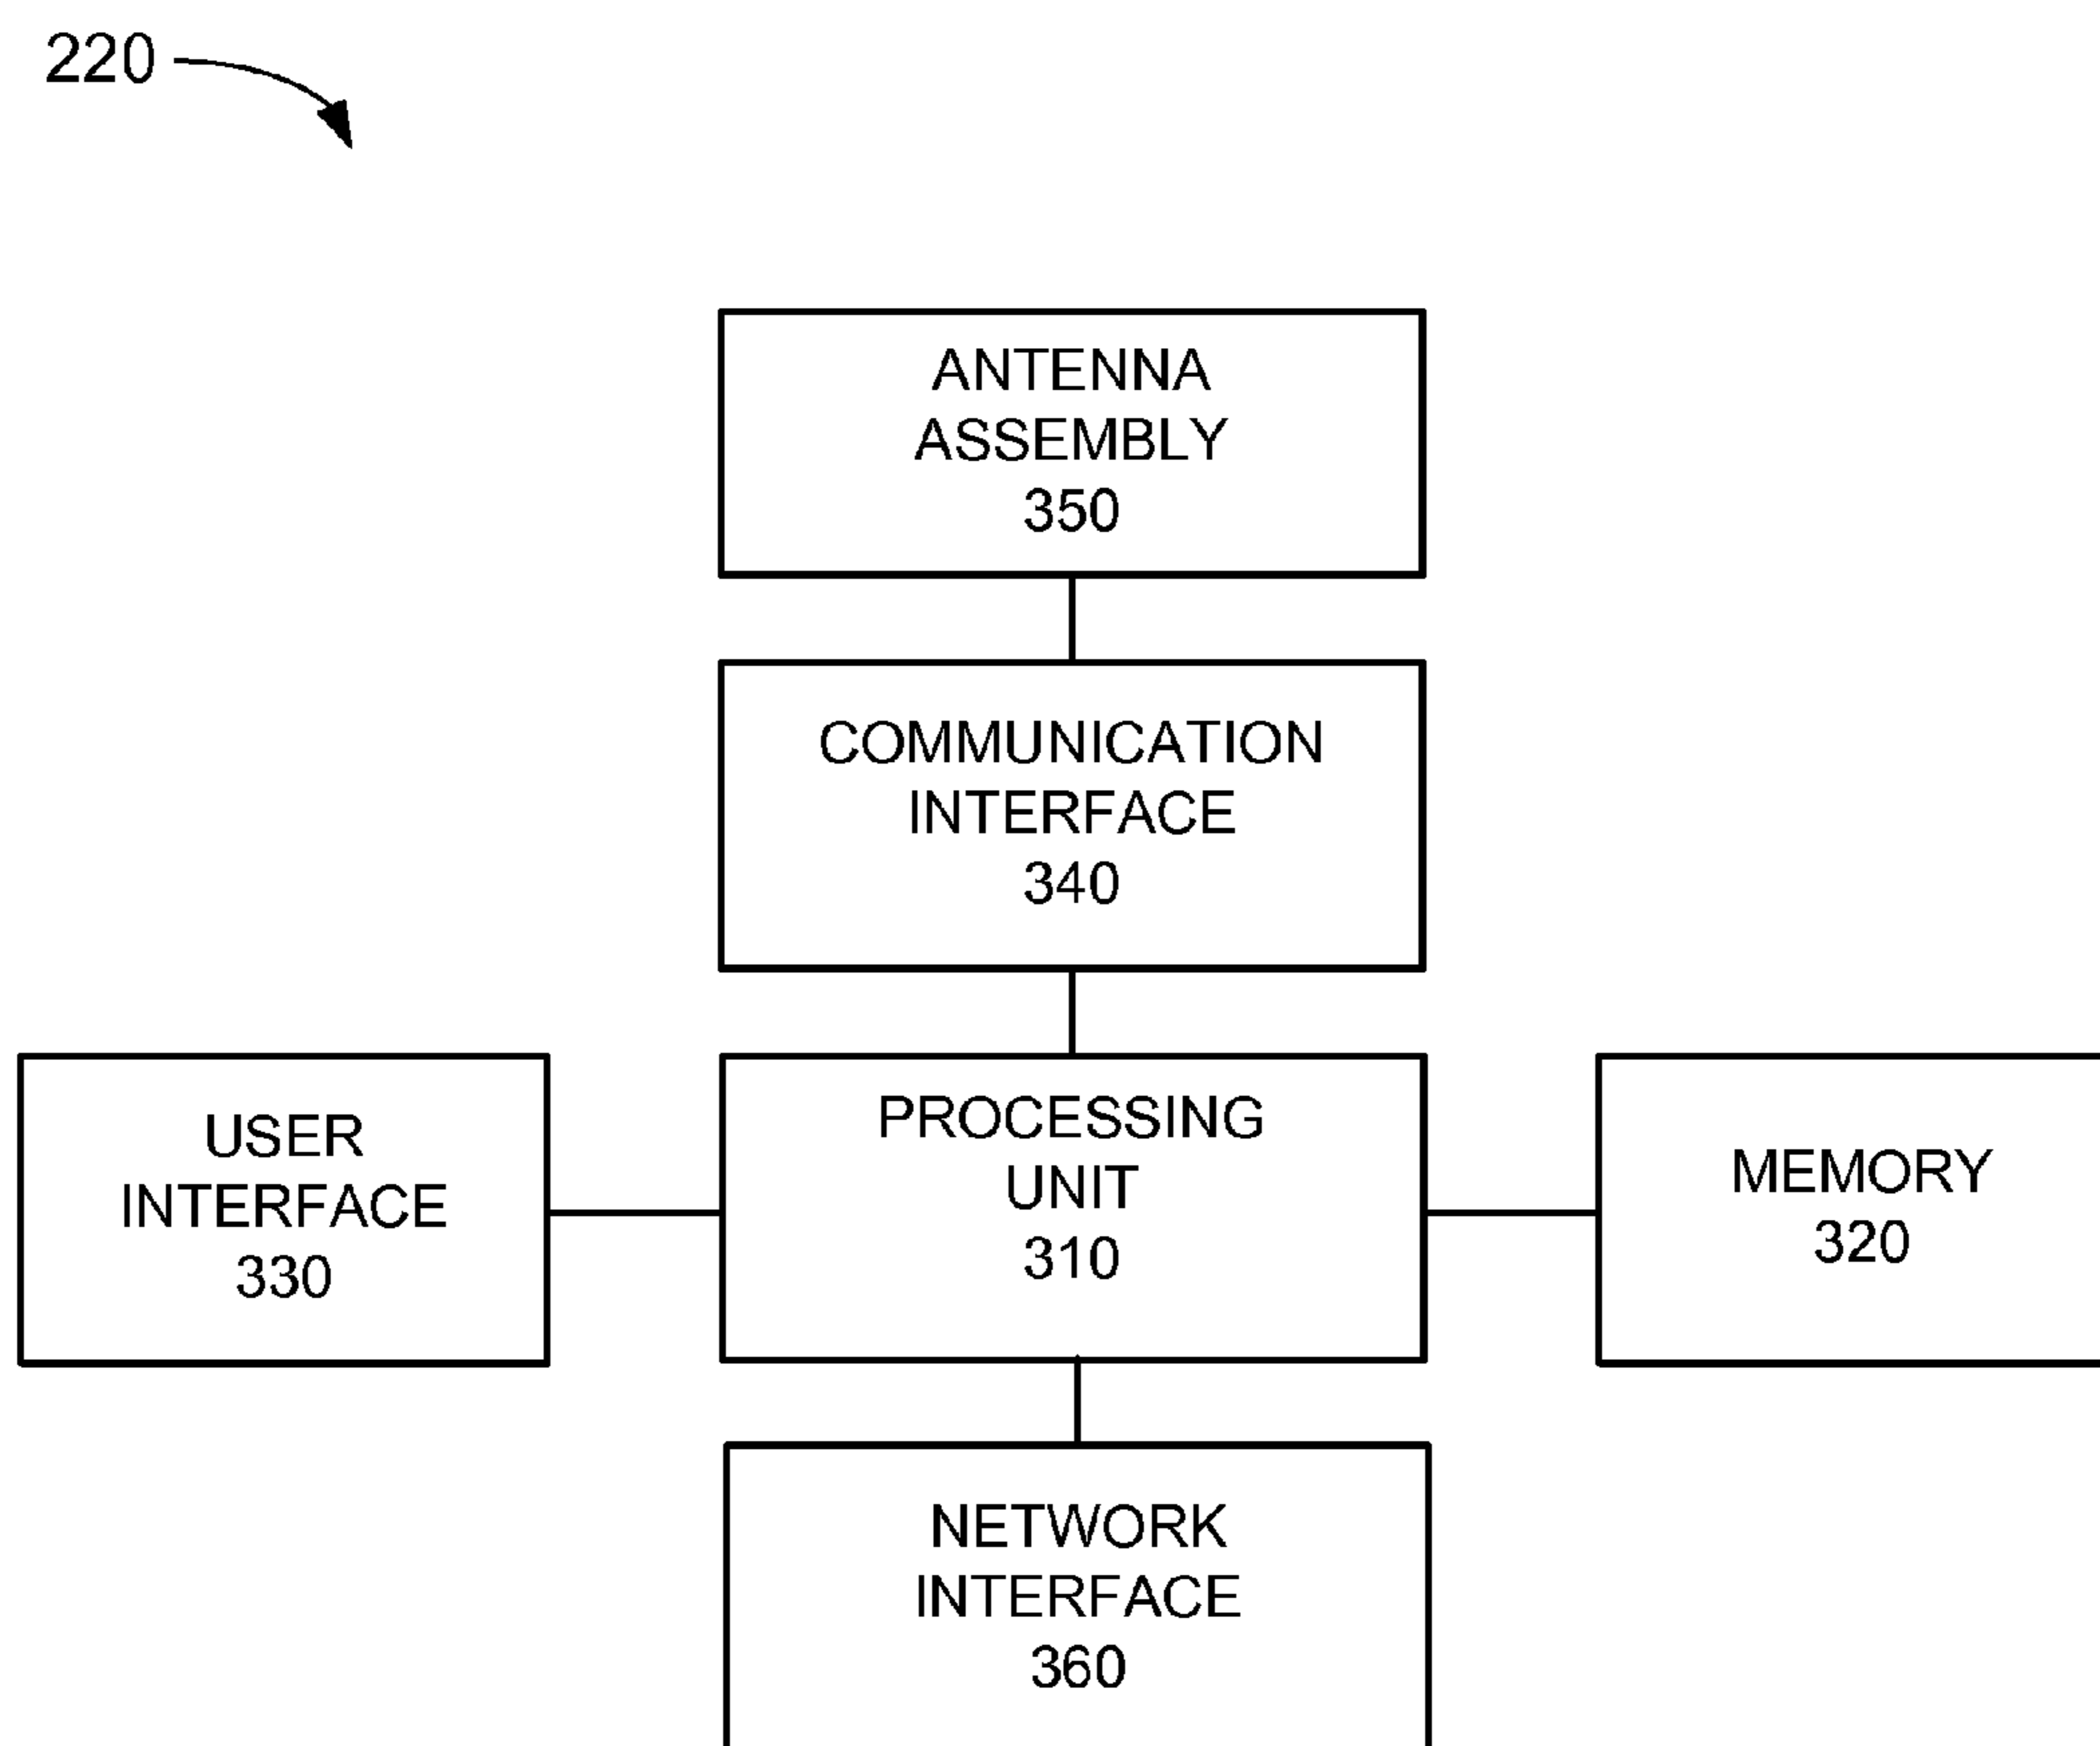 220
ANTENNA
ASSEMBLY
350
COMMUNICATION
INTERFACE
340
USER
INTERFACE
330
PROCESSING
UNIT
310
MEMORY
320
NETWORK
INTERFACE
360